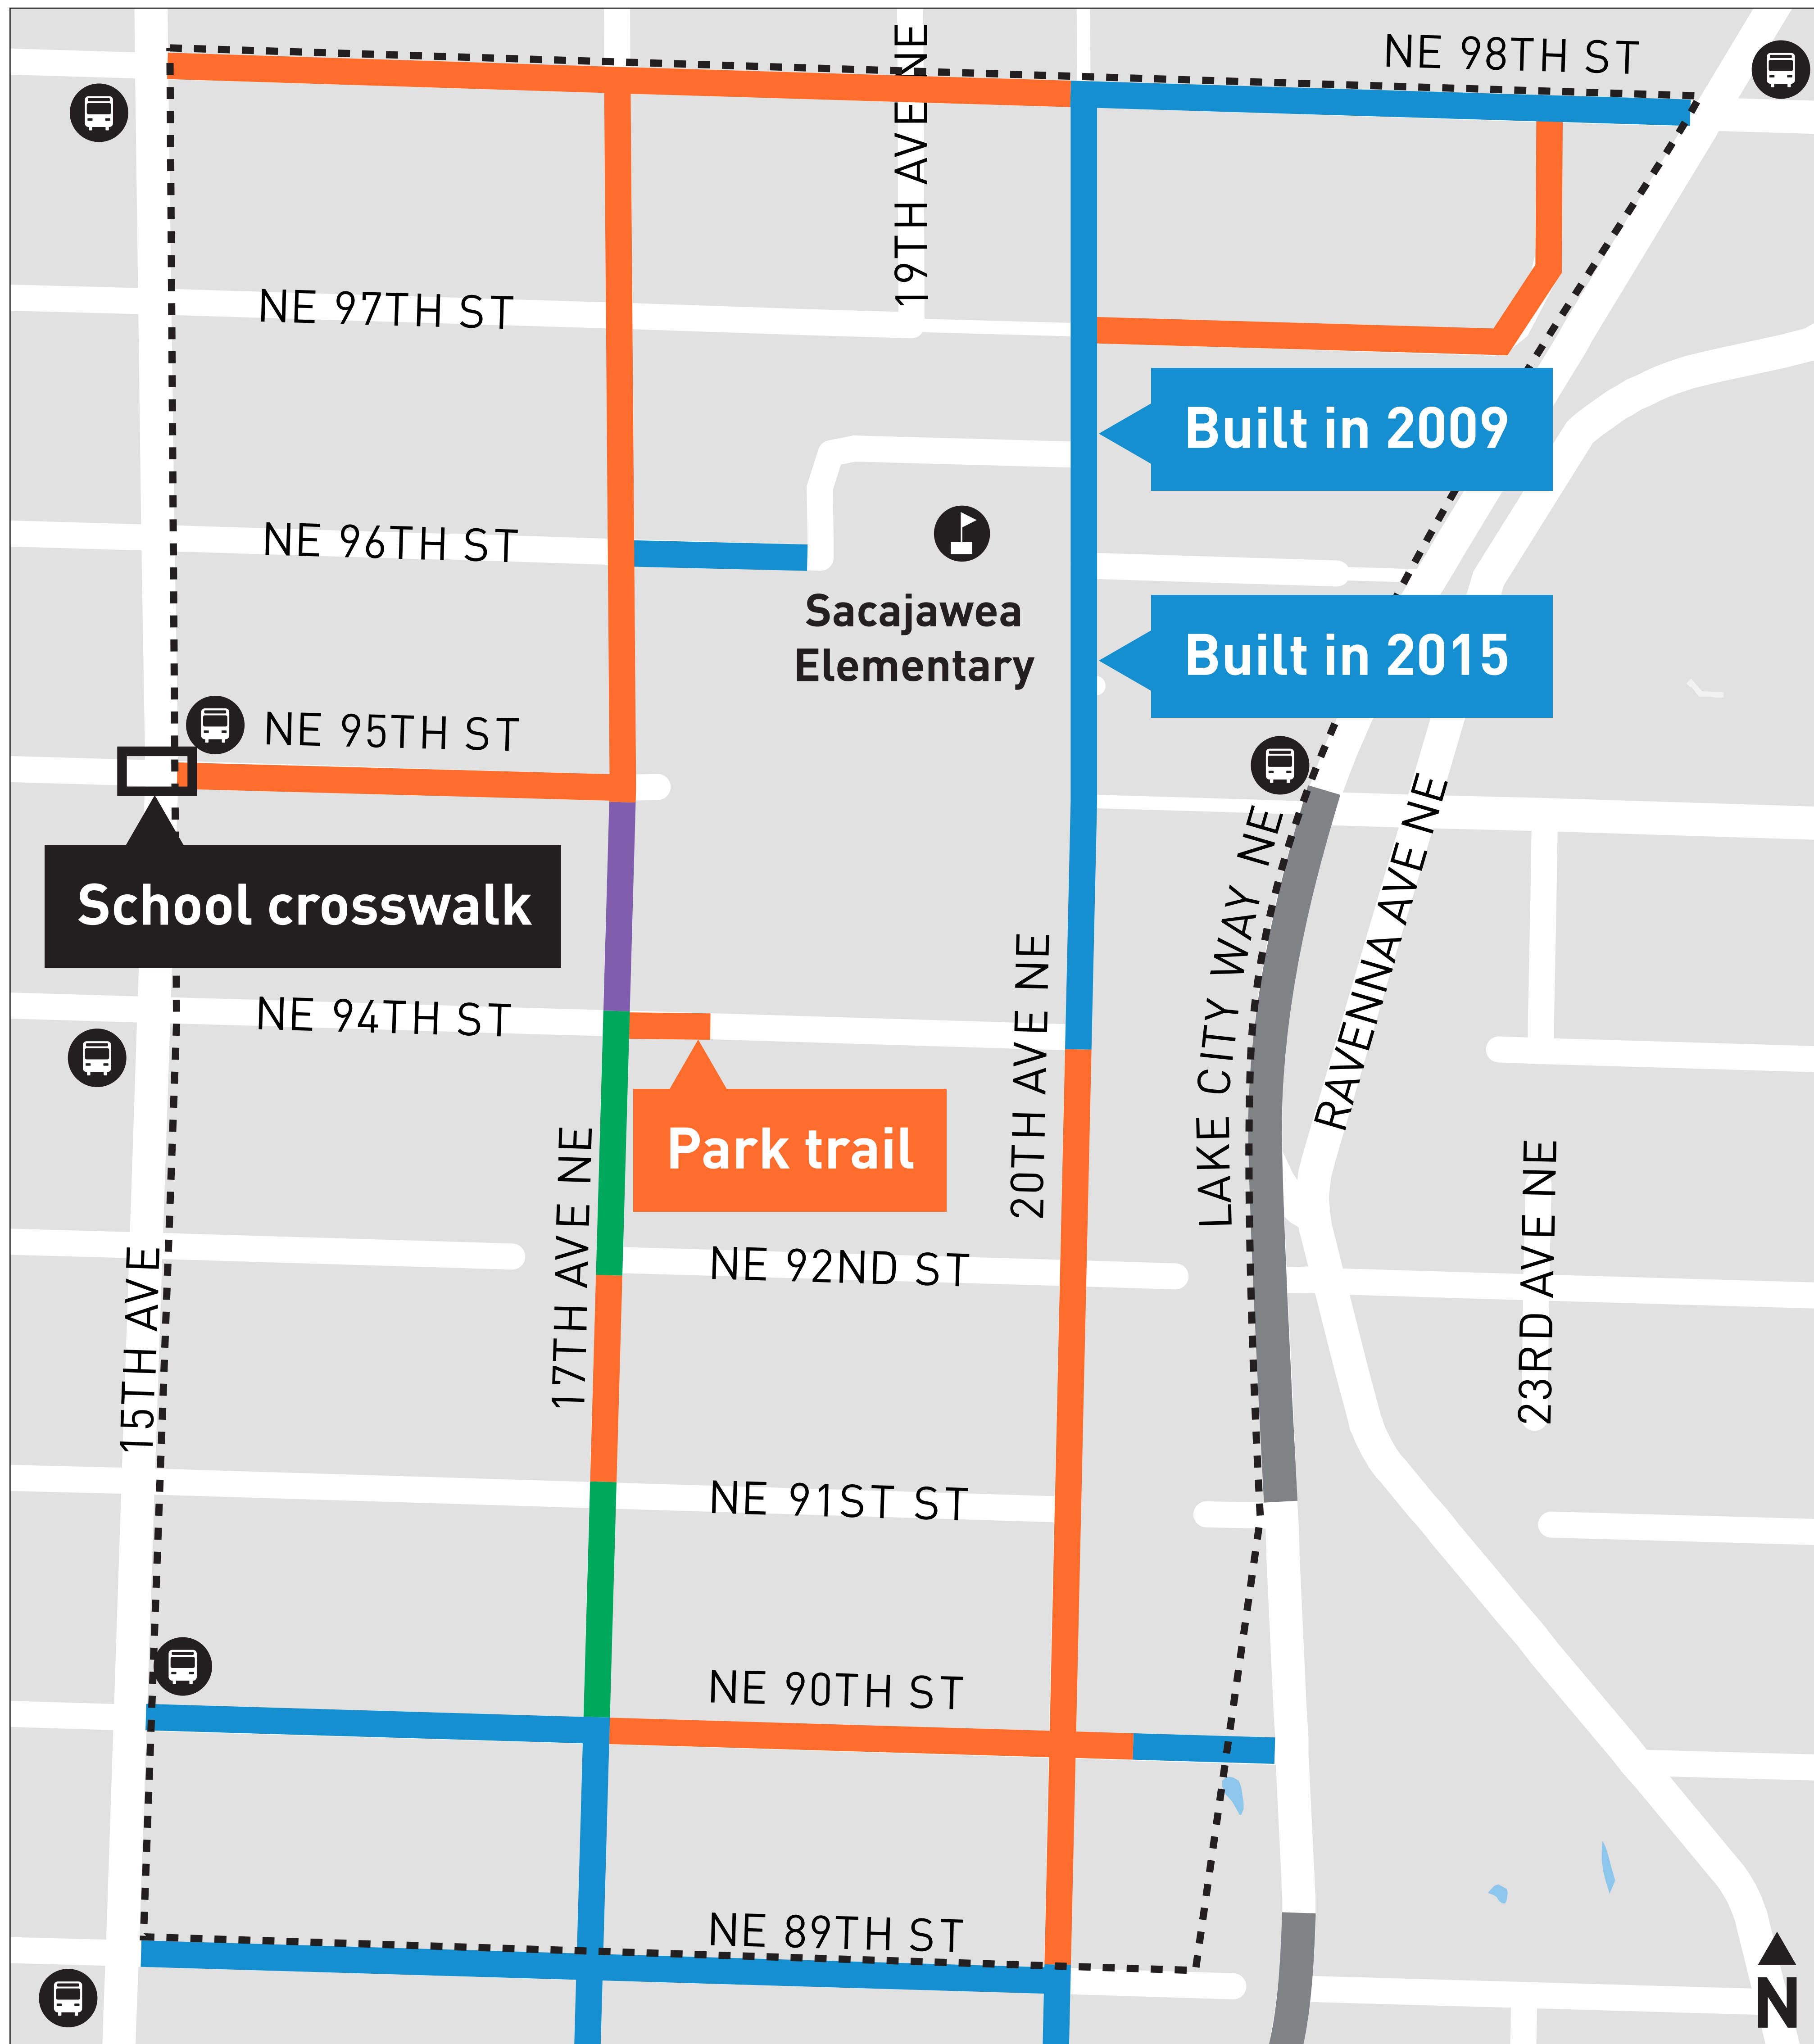 NE 98TH ST
19TH AVE NE
NE 97TH ST
Built in 2009
NE 96TH ST
Sacajawea
Elementary
Built in 2015
NE 95TH ST
School crosswalk
LAKE CITY WAY NE
RAVENNA AVE NE
20TH AVE NE
NE 94TH ST
Park trail
17TH AVE NE
23RD AVE NE
15TH AVE
NE 92ND ST
NE 91ST ST
NE 90TH ST
NE 89TH ST
N